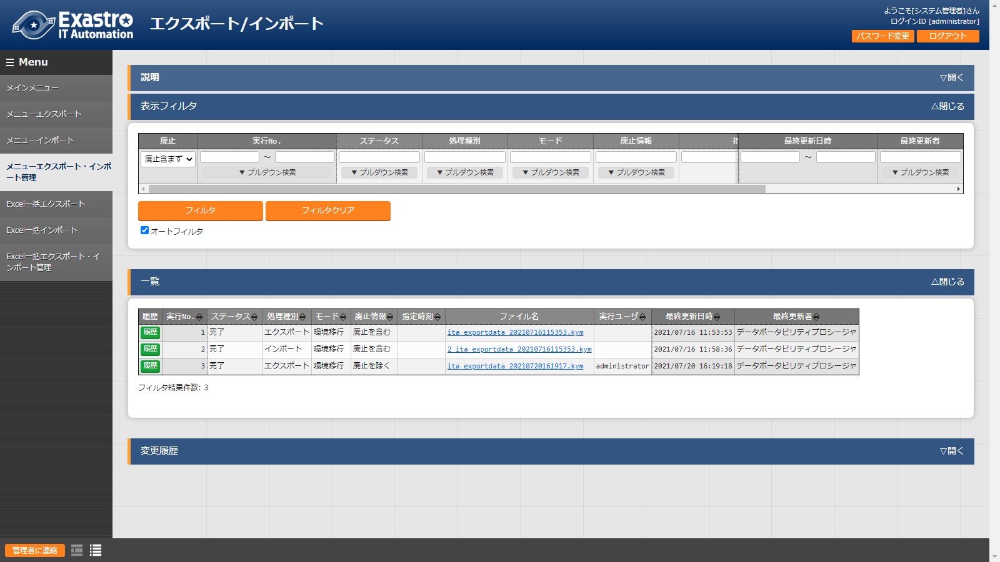 Exastro
IT Automation
エクスポート/インポート
ようこそ[システム管理者]さん
ログインID [administrator]
パスワード変更 ログアウト
Menu
メインメニュー
メニューエクスポート
メニューインポート
メニューエクスポート・インポ
ート管理
Excel一括エクスポート
Excel一括インポート
Excel一括エクスポート・イ
ンポート管理
説明 ▽開く
表示フィルタ △閉じる
廃止 実行No. ステータス 処理種別 モード 廃止情報 最終更新日時 最終更新者
廃止含まず ～ ～
▼ プルダウン検索 ▼ プルダウン検索 ▼ プルダウン検索 ▼ プルダウン検索 ▼ プルダウン検索 ▼ プルダウン検索
フィルタ フィルタクリア
オートフィルタ
一覧 △閉じる
履歴 実行No. ステータス 処理種別 モード 廃止情報 指定時刻 ファイル名 実行ユーザ 最終更新日時 最終更新者
履歴 1 完了 エクスポート 環境移行 廃止を含む ita_exportdata_20210716115353.kym 2021/07/16 11:53:53 データポータビリティプロシージャ
履歴 2 完了 インポート 環境移行 廃止を含む 2_ita_exportdata_20210716115353.kym 2021/07/16 11:58:36 データポータビリティプロシージャ
履歴 3 完了 エクスポート 環境移行 廃止を除く ita_exportdata_20210720161917.kym administrator 2021/07/20 16:19:18 データポータビリティプロシージャ
フィルタ結果件数: 3
変更履歴 ▽開く
管理者に連絡